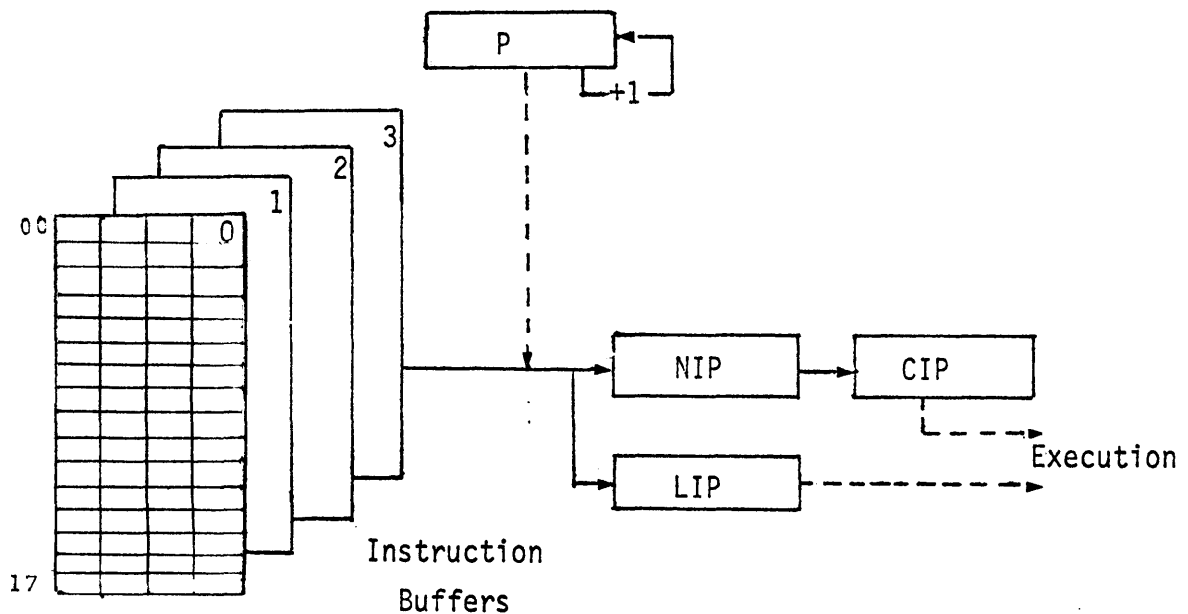 P
+1
3
2
1
0
00
NIP
CIP
Execution
LIP
Instruction
Buffers
17